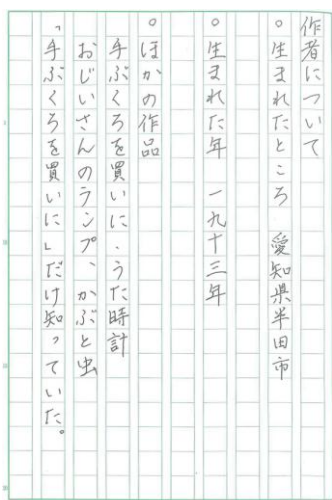 作者について
○生まれたところ 愛知県半田市
○生まれた年 一九十三年
○ほかの作品
手ぶくろを買いに・うた時計
おじいさんのランプ、かぶと虫
「手ぶくろを買いに」だけ知っていた。